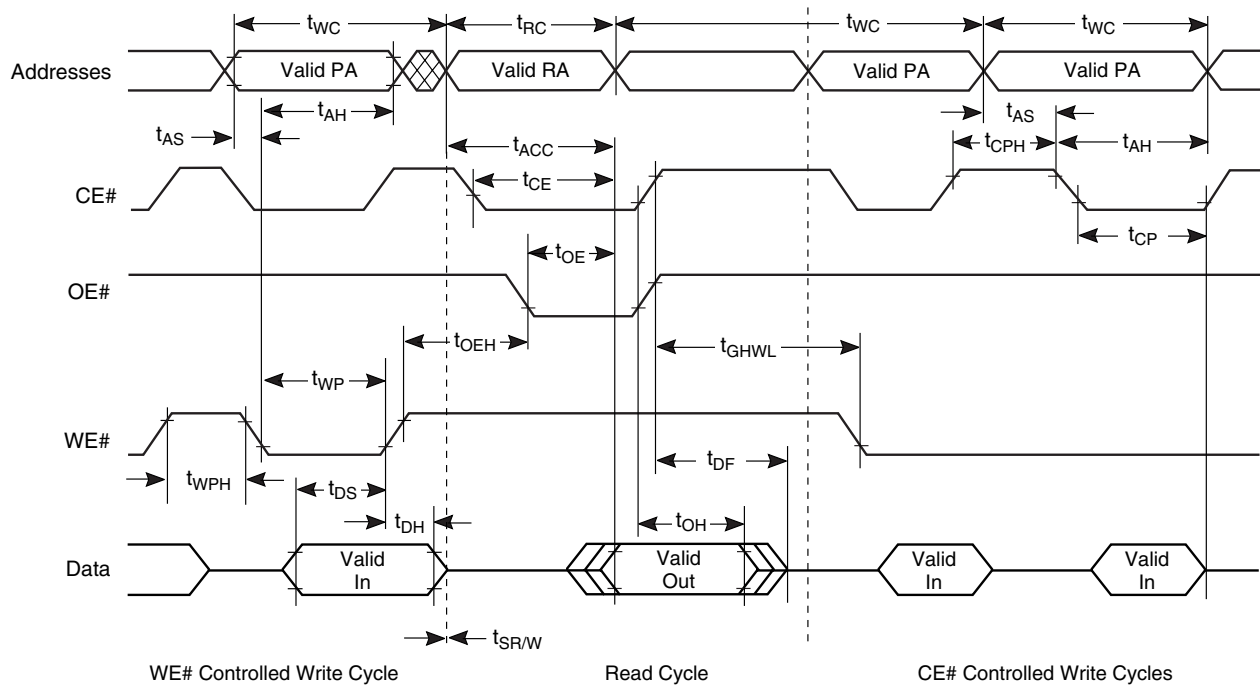 tWC tRC tWC tWC
Addresses Valid PA Valid RA Valid PA Valid PA
tAH tAS
tAS tACC tCPH tAH
CE# tCE
tOE tCP
OE#
tOEH tGHWL
tWP
WE#
tWPH tDS tDF
tDH tOH
Data Valid In Valid Out Valid In Valid In
tSR/W
WE# Controlled Write Cycle Read Cycle CE# Controlled Write Cycles